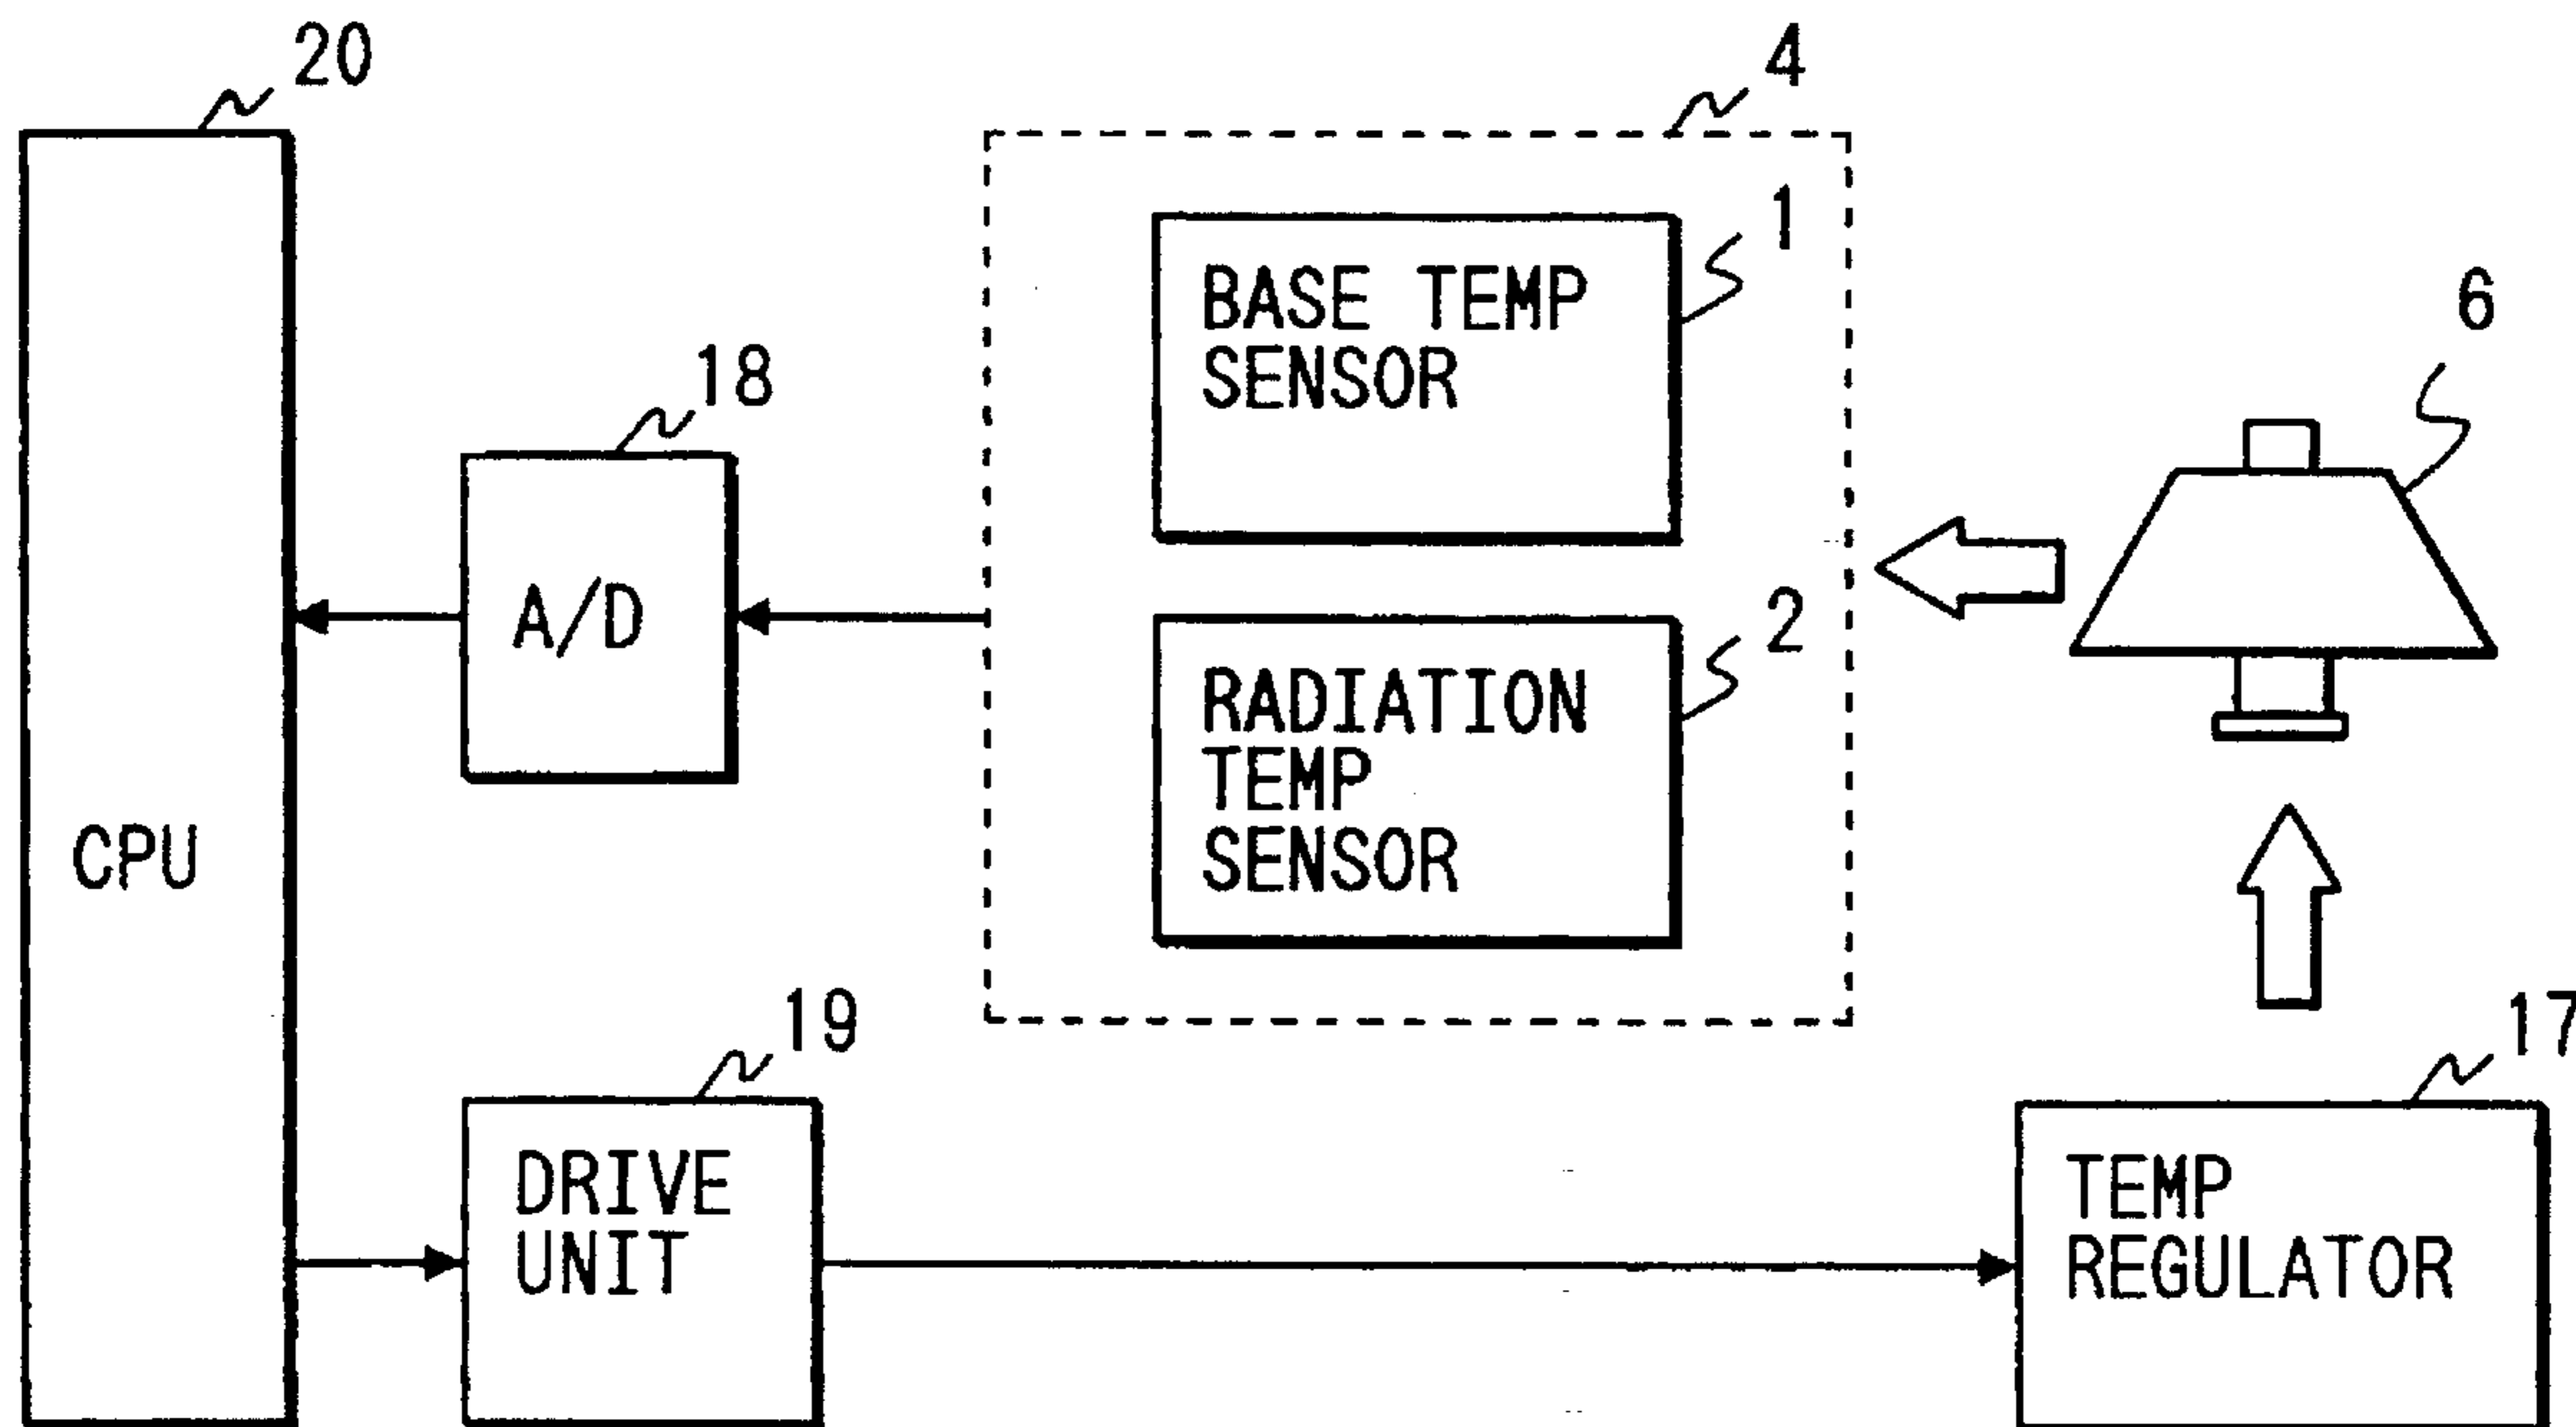 20
4
1
BASE TEMP
SENSOR
6
18
A/D
2
RADIATION
TEMP
SENSOR
CPU
19
17
DRIVE
UNIT
TEMP
REGULATOR